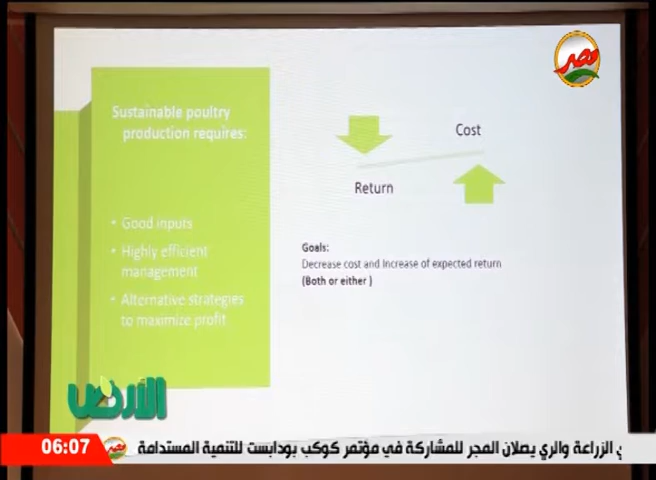 مصر
Sustainable poultry
production requires:
• Good inputs
• Highly efficient
management
• Alternative strategies
to maximize profit
Cost
Return
Goals:
Decrease cost and Increase of expected return
(Both or either )
الأرض
06:07
ي الزراعة والري يصلان المجر للمشاركة في مؤتمر كوكب بودابست للتنمية المستدامة